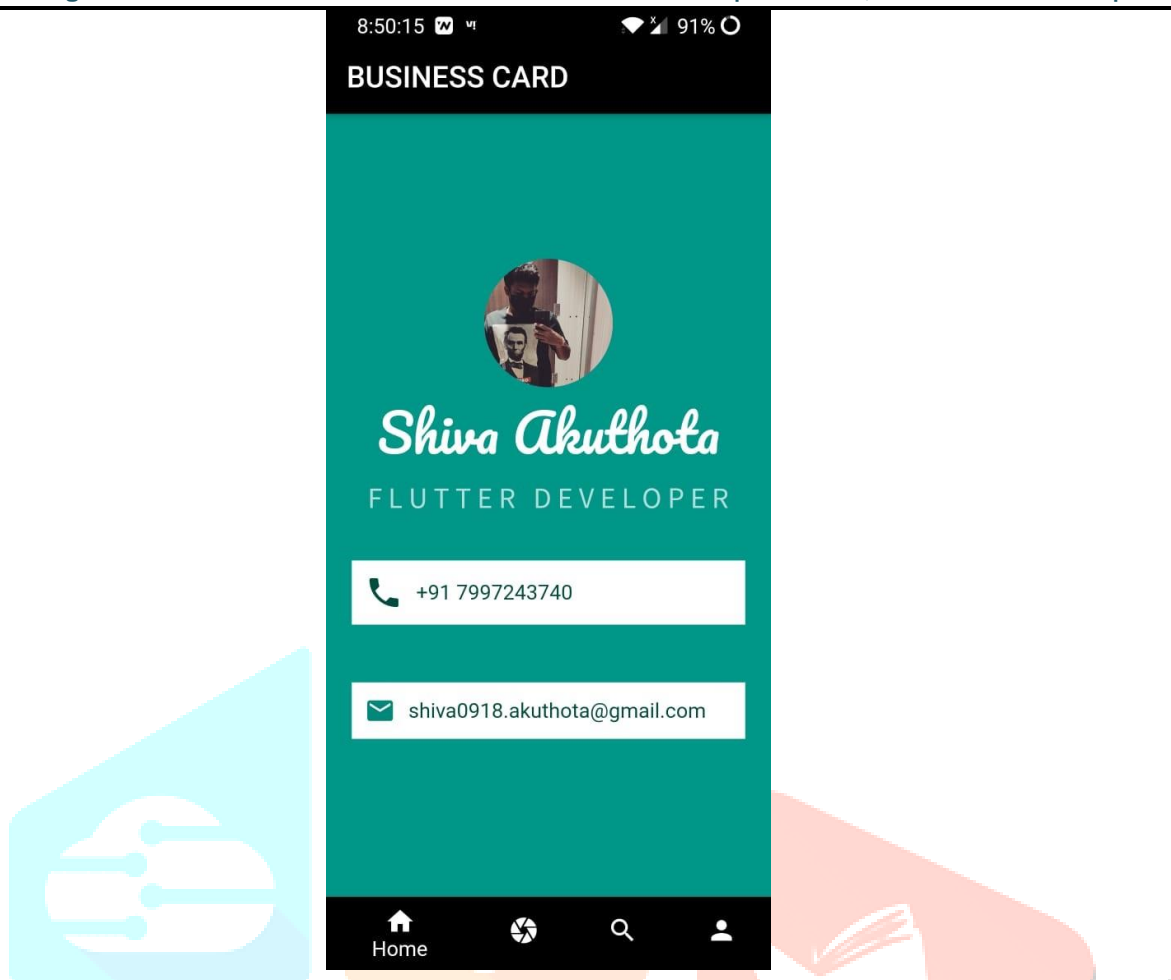 8:50:15 91%
BUSINESS CARD
Shiva Akuthota
FLUTTER DEVELOPER
+91 7997243740
shiva0918.akuthota@gmail.com
Home